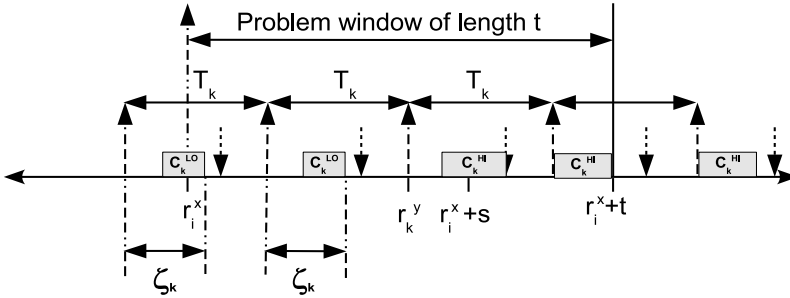 Problem window of length t
T_k T_k T_k
C_k^LO C_k^LO C_k^HI C_k^HI C_k^HI
r_i^x r_k^y r_i^x+s r_i^x+t
ζ_k ζ_k